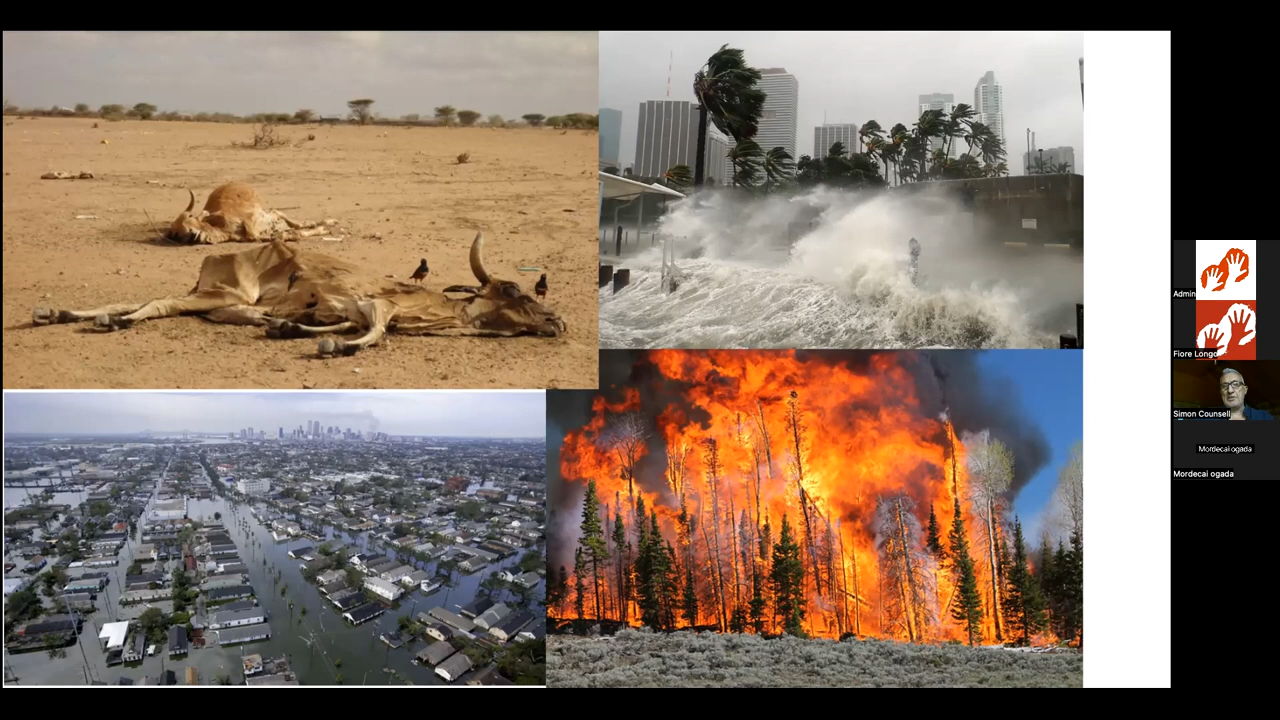 Admin
Fiore Longo
Simon Counsell
Mordecai ogada
Mordecai ogada